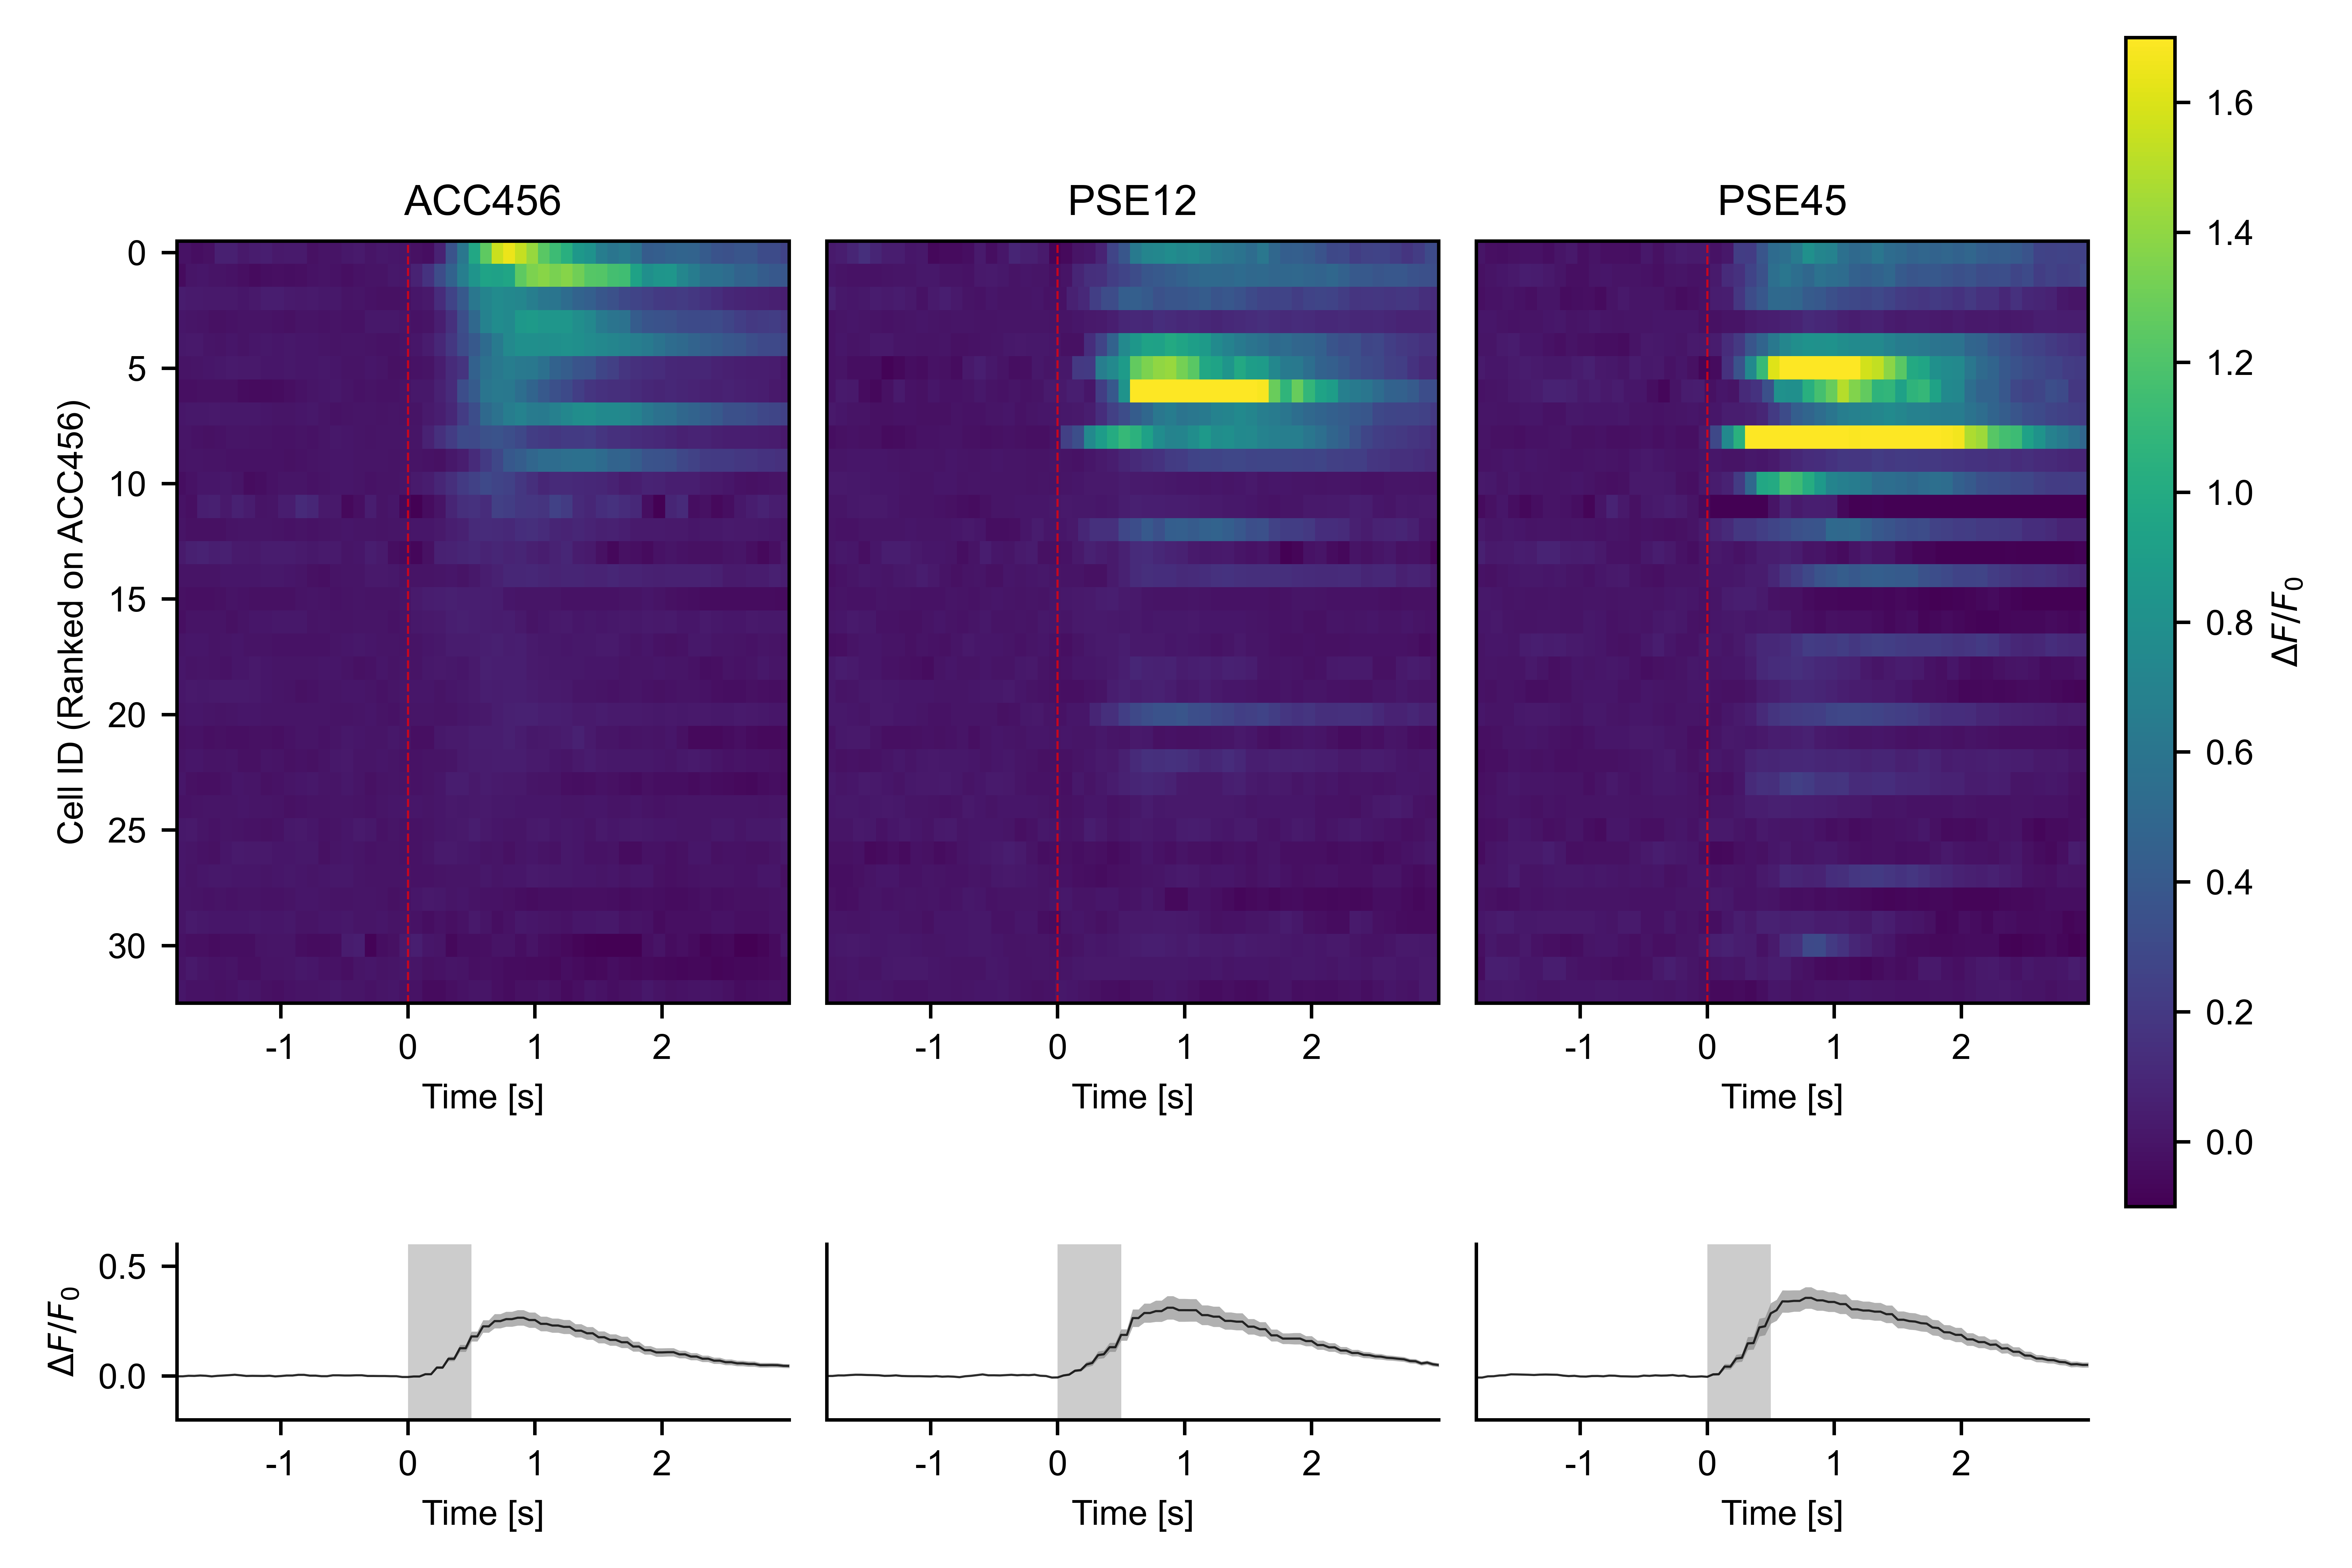 ACC456
PSE12
PSE45
Cell ID (Ranked on ACC456)
0
5
10
15
20
25
30
-1 0 1 2
Time [s]
-1 0 1 2
Time [s]
-1 0 1 2
Time [s]
1.6
1.4
1.2
1.0
0.8
0.6
0.4
0.2
0.0
ΔF/F₀
ΔF/F₀
0.5
0.0
-1 0 1 2
Time [s]
-1 0 1 2
Time [s]
-1 0 1 2
Time [s]